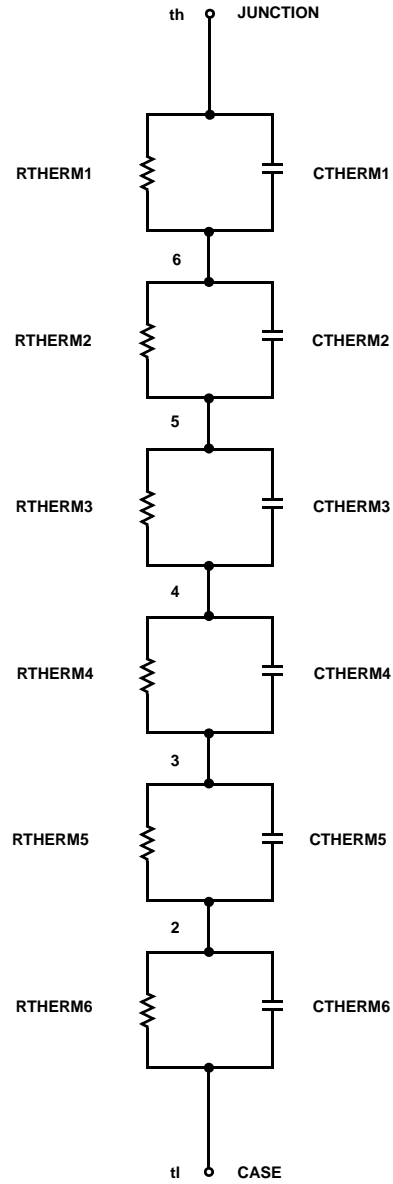 th JUNCTION
RTHERM1 CTHERM1
6
RTHERM2 CTHERM2
5
RTHERM3 CTHERM3
4
RTHERM4 CTHERM4
3
RTHERM5 CTHERM5
2
RTHERM6 CTHERM6
tl CASE